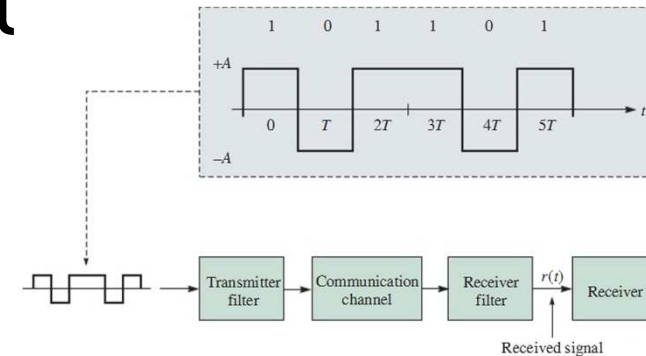 1 0 1 1 0 1
+A
t
0 T 2T 3T 4T 5T
−A
Transmitter filter
Communication channel
Receiver filter
r(t)
Receiver
Received signal